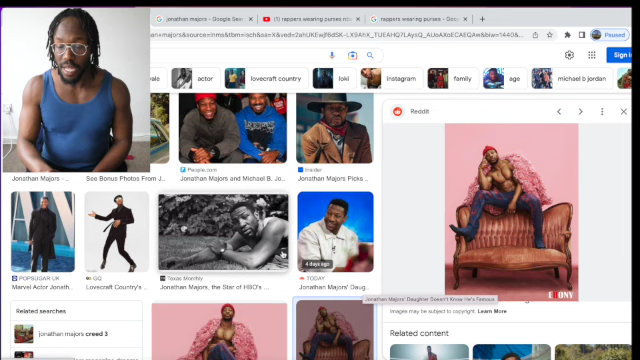 jonathan majors - Google Sear
rappers wearing purses nbc
rappers wearing purses - Goog
Paused
Sign i
actor
lovecraft country
loki
instagram
family
age
michael b jordan
Reddit
People.com
Insider
Jonathan Majors - ...
See Bonus Photos From J...
Jonathan Majors and Michael B. Jo...
Jonathan Majors Picks ...
4 days ago
EBONY
POPSUGAR UK
GQ
Texas Monthly
TODAY
Marvel Actor Jonath...
Lovecraft Country's ...
Jonathan Majors, the Star of HBO's ...
Jonathan Majors' Daug...
Jonathan Majors' Daughter Doesn't Know He's Famous
Images may be subject to copyright. Learn More
Related searches
jonathan majors creed 3
Related content